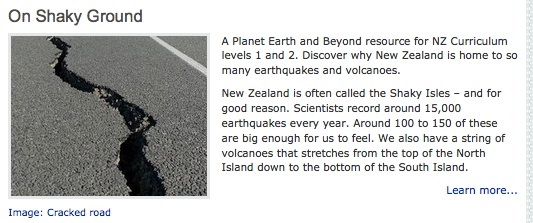 On Shaky Ground
A Planet Earth and Beyond resource for NZ Curriculum
levels 1 and 2. Discover why New Zealand is home to so
many earthquakes and volcanoes.
New Zealand is often called the Shaky Isles – and for
good reason. Scientists record around 15,000
earthquakes every year. Around 100 to 150 of these
are big enough for us to feel. We also have a string of
volcanoes that stretches from the top of the North
Island down to the bottom of the South Island.
Learn more...
Image: Cracked road